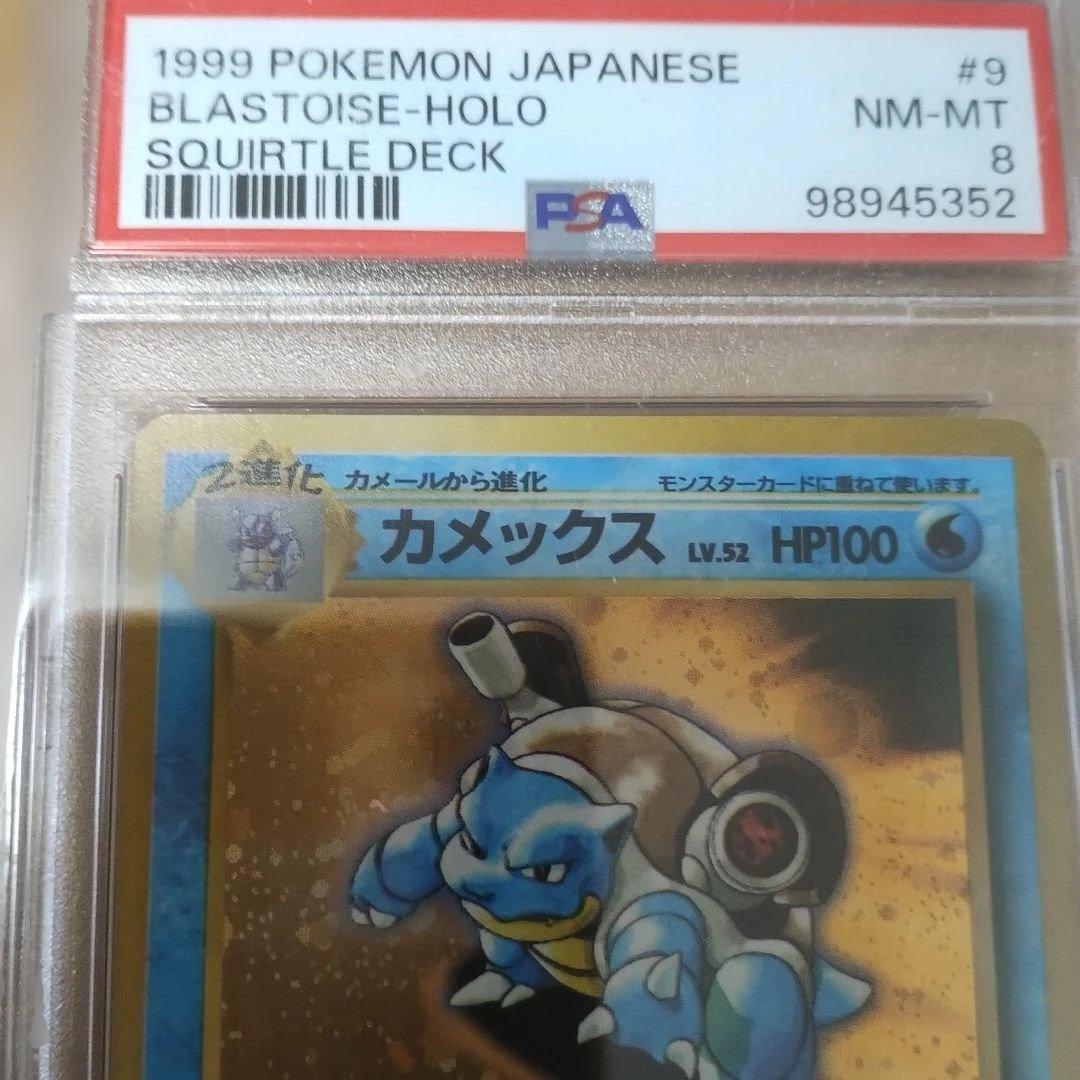 1999 POKEMON JAPANESE #9
BLASTOISE-HOLO NM-MT
SQUIRTLE DECK 8
98945352
PSA
2進化 カメールから進化 モンスターカードに重ねて使います。
カメックス LV.52 HP100